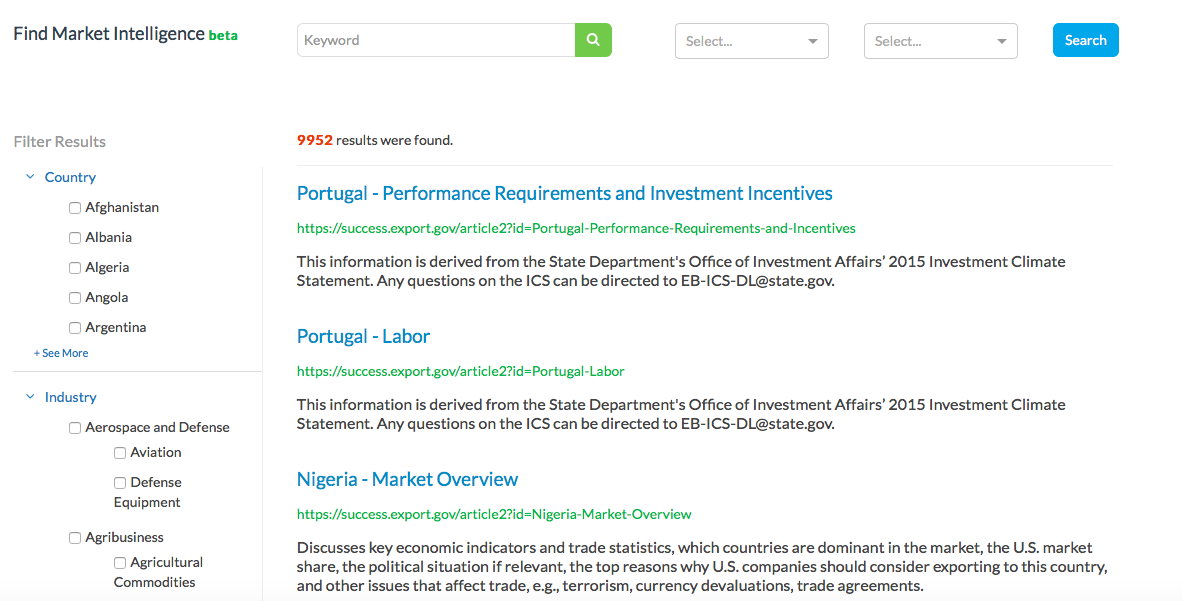 Find Market Intelligence beta
Keyword
Select...
Select...
Search
Filter Results
Country
Afghanistan
Albania
Algeria
Angola
Argentina
+ See More
Industry
Aerospace and Defense
Aviation
Defense
Equipment
Agribusiness
Agricultural
Commodities
9952 results were found.
Portugal - Performance Requirements and Investment Incentives
https://success.export.gov/article2?id=Portugal-Performance-Requirements-and-Incentives
This information is derived from the State Department's Office of Investment Affairs’ 2015 Investment Climate
Statement. Any questions on the ICS can be directed to EB-ICS-DL@state.gov.
Portugal - Labor
https://success.export.gov/article2?id=Portugal-Labor
This information is derived from the State Department's Office of Investment Affairs’ 2015 Investment Climate
Statement. Any questions on the ICS can be directed to EB-ICS-DL@state.gov.
Nigeria - Market Overview
https://success.export.gov/article2?id=Nigeria-Market-Overview
Discusses key economic indicators and trade statistics, which countries are dominant in the market, the U.S. market
share, the political situation if relevant, the top reasons why U.S. companies should consider exporting to this country,
and other issues that affect trade, e.g., terrorism, currency devaluations, trade agreements.